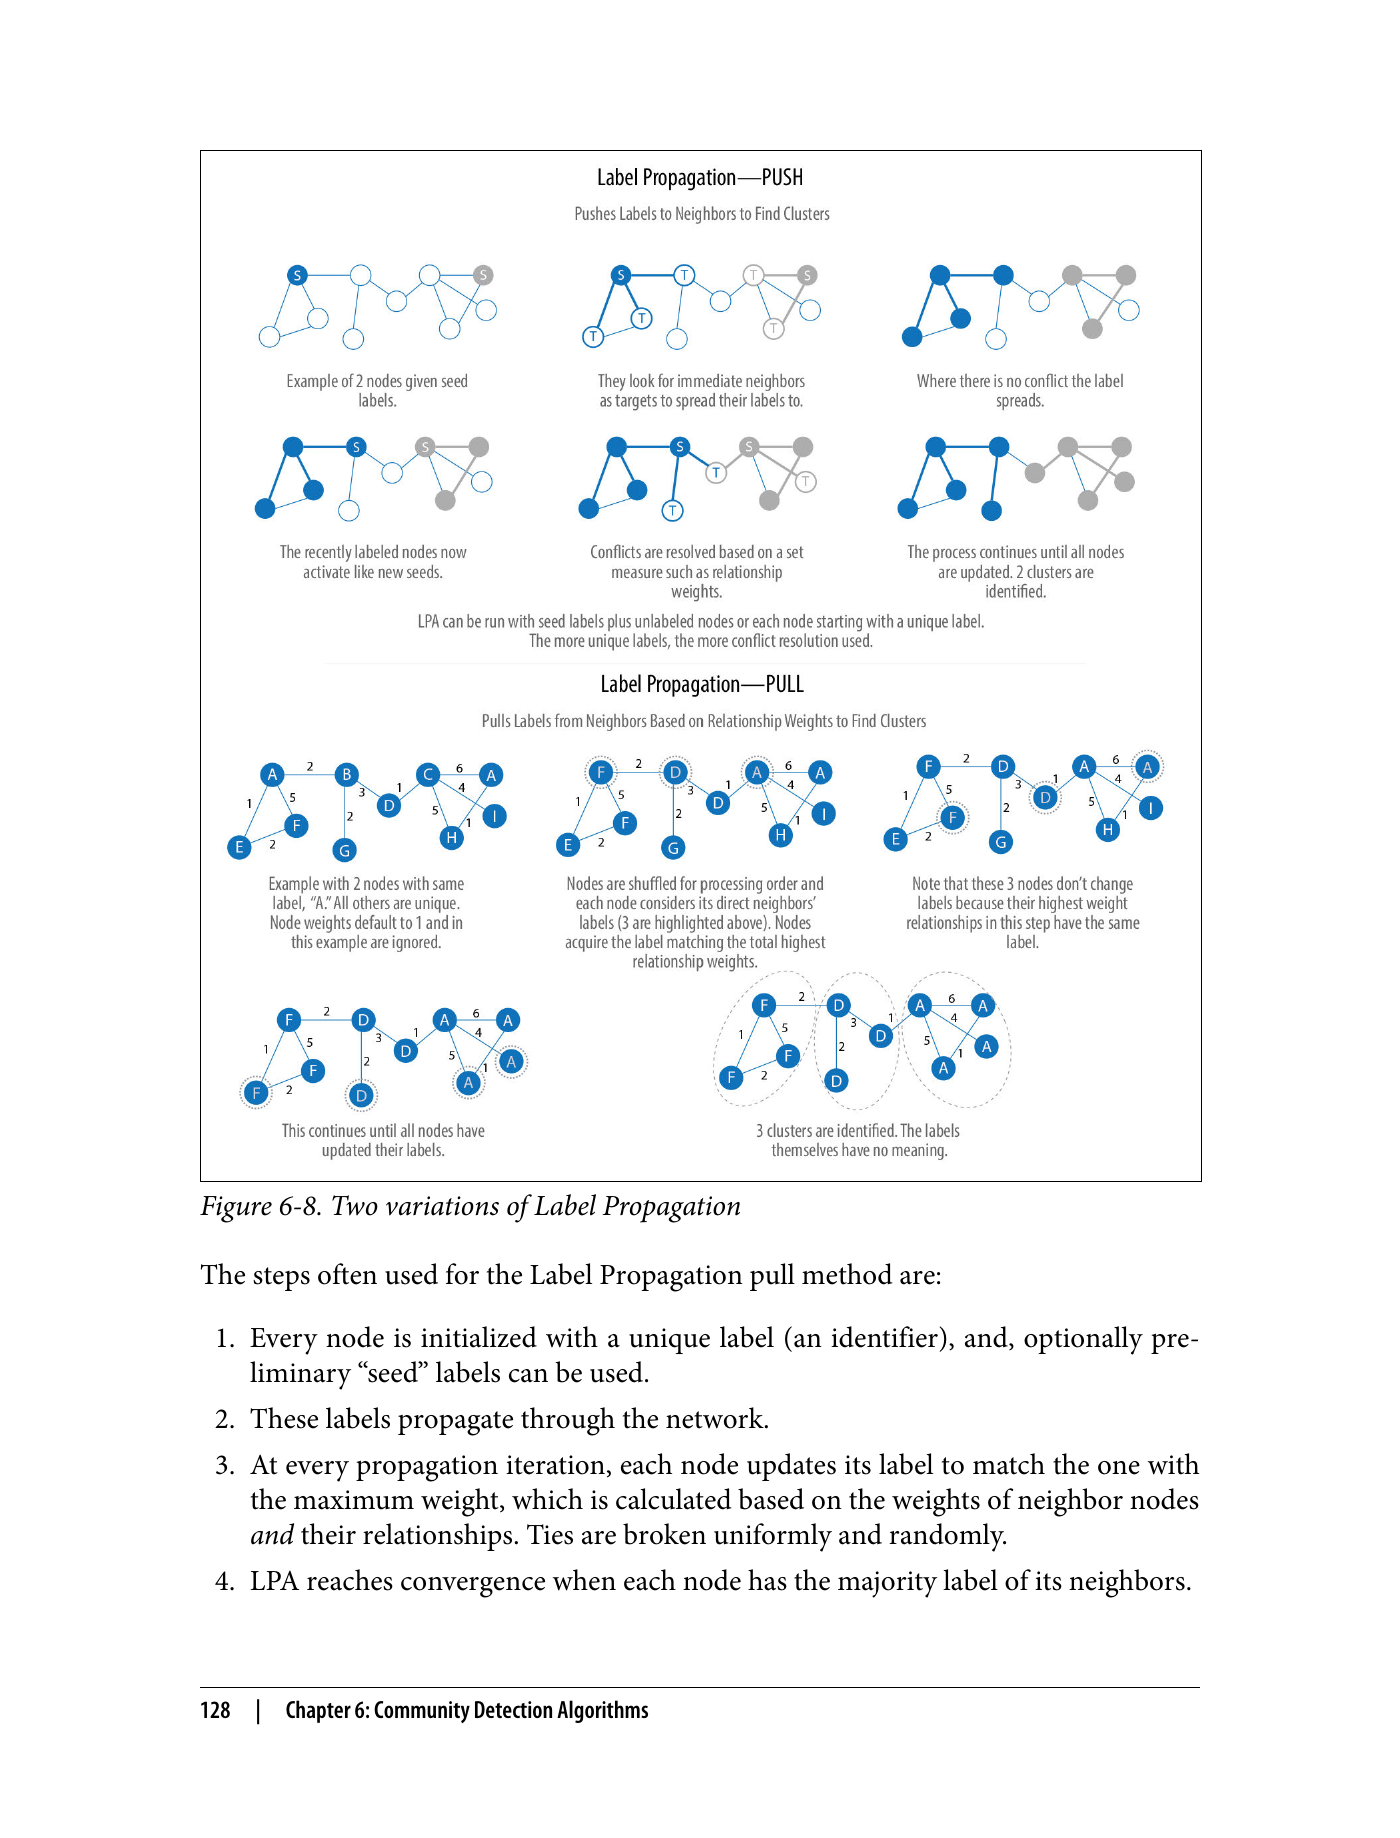 Label Propagation—PUSH
Pushes Labels to Neighbors to Find Clusters
S S
S T T S
T T T
Example of 2 nodes given seed
labels.
They look for immediate neighbors
as targets to spread their labels to.
Where there is no conflict the label
spreads.
S S
S S
T T T
The recently labeled nodes now
activate like new seeds.
Conflicts are resolved based on a set
measure such as relationship
weights.
The process continues until all nodes
are updated. 2 clusters are
identified.
LPA can be run with seed labels plus unlabeled nodes or each node starting with a unique label.
The more unique labels, the more conflict resolution used.
Label Propagation—PULL
Pulls Labels from Neighbors Based on Relationship Weights to Find Clusters
A 2 B C 6 A
1 5 3 1 4
F 2 D 5 1 I
E 2 G H
F 2 D A 6 A
1 5 3 1 4
F 2 D 5 1 I
E 2 G H
F 2 D A 6 A
1 5 3 1 4
F 2 D 5 1 I
E 2 G H
Example with 2 nodes with same
label, “A.” All others are unique.
Node weights default to 1 and in
this example are ignored.
Nodes are shuffled for processing order and
each node considers its direct neighbors’
labels (3 are highlighted above). Nodes
acquire the label matching the total highest
relationship weights.
Note that these 3 nodes don’t change
labels because their highest weight
relationships in this step have the same
label.
F 2 D A 6 A
1 5 3 1 4
F 2 D 5 1 A
F 2 D A
F 2 D A 6 A
1 5 3 1 4
F 2 D 5 1 A
F 2 D A
This continues until all nodes have
updated their labels.
3 clusters are identified. The labels
themselves have no meaning.
Figure 6-8. Two variations of Label Propagation
The steps often used for the Label Propagation pull method are:
1. Every node is initialized with a unique label (an identifier), and, optionally pre-
liminary “seed” labels can be used.
2. These labels propagate through the network.
3. At every propagation iteration, each node updates its label to match the one with
the maximum weight, which is calculated based on the weights of neighbor nodes
and their relationships. Ties are broken uniformly and randomly.
4. LPA reaches convergence when each node has the majority label of its neighbors.
128 | Chapter 6: Community Detection Algorithms